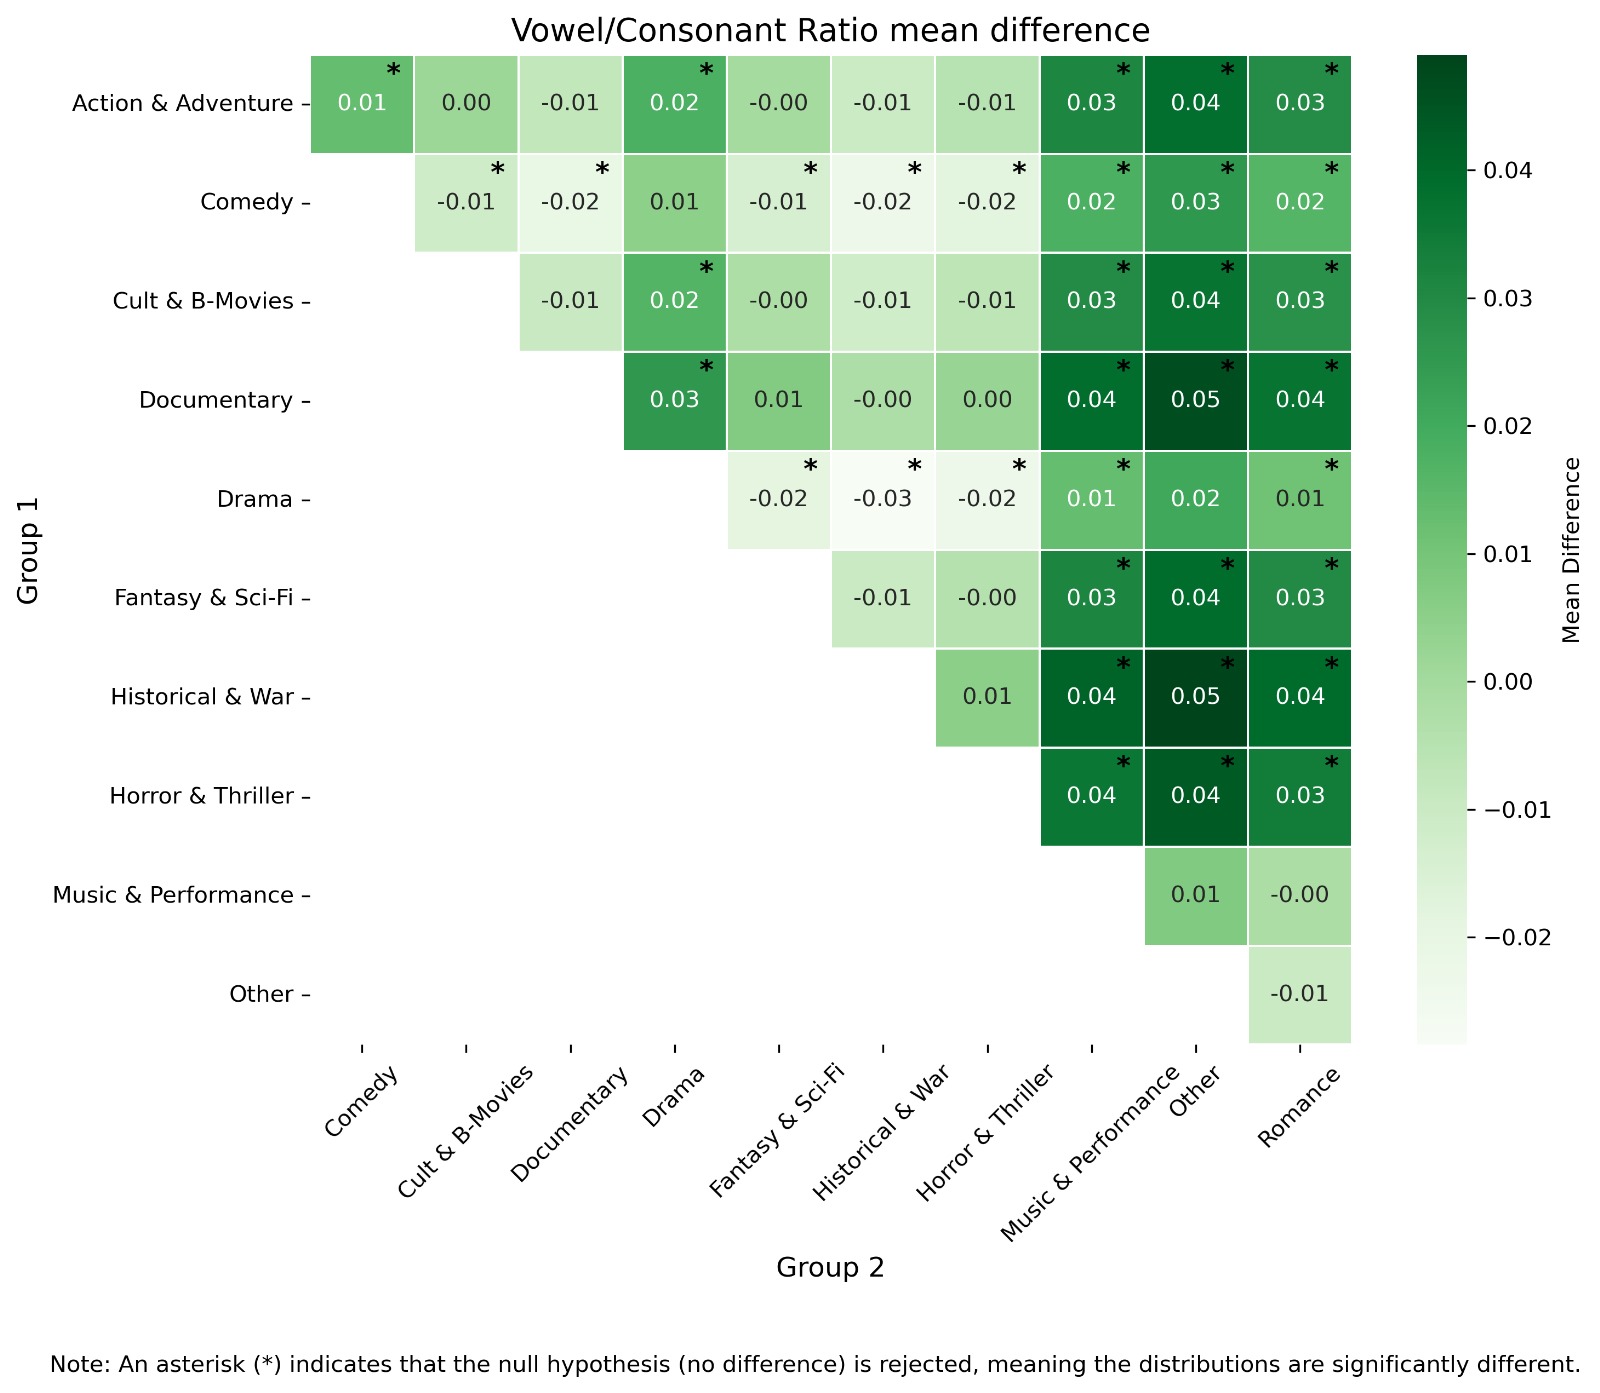 Vowel/Consonant Ratio mean difference
* * * * *
Action & Adventure 0.01 0.00 -0.01 0.02 -0.00 -0.01 -0.01 0.03 0.04 0.03
* * * * * * * *
Comedy -0.01 -0.02 0.01 -0.01 -0.02 -0.02 0.02 0.03 0.02
* * * *
Cult & B-Movies -0.01 0.02 -0.00 -0.01 -0.01 0.03 0.04 0.03
* * * *
Documentary 0.03 0.01 -0.00 0.00 0.04 0.05 0.04
* * * * *
Drama -0.02 -0.03 -0.02 0.01 0.02 0.01
* * *
Fantasy & Sci-Fi -0.01 -0.00 0.03 0.04 0.03
* * *
Historical & War 0.01 0.04 0.05 0.04
* * *
Horror & Thriller 0.04 0.04 0.03
Music & Performance 0.01 -0.00
Other -0.01
Group 1
Comedy
Cult & B-Movies
Documentary
Drama
Fantasy & Sci-Fi
Historical & War
Horror & Thriller
Music & Performance
Other
Romance
Group 2
0.04
0.03
0.02
0.01
0.00
−0.01
−0.02
Mean Difference
Note: An asterisk (*) indicates that the null hypothesis (no difference) is rejected, meaning the distributions are significantly different.